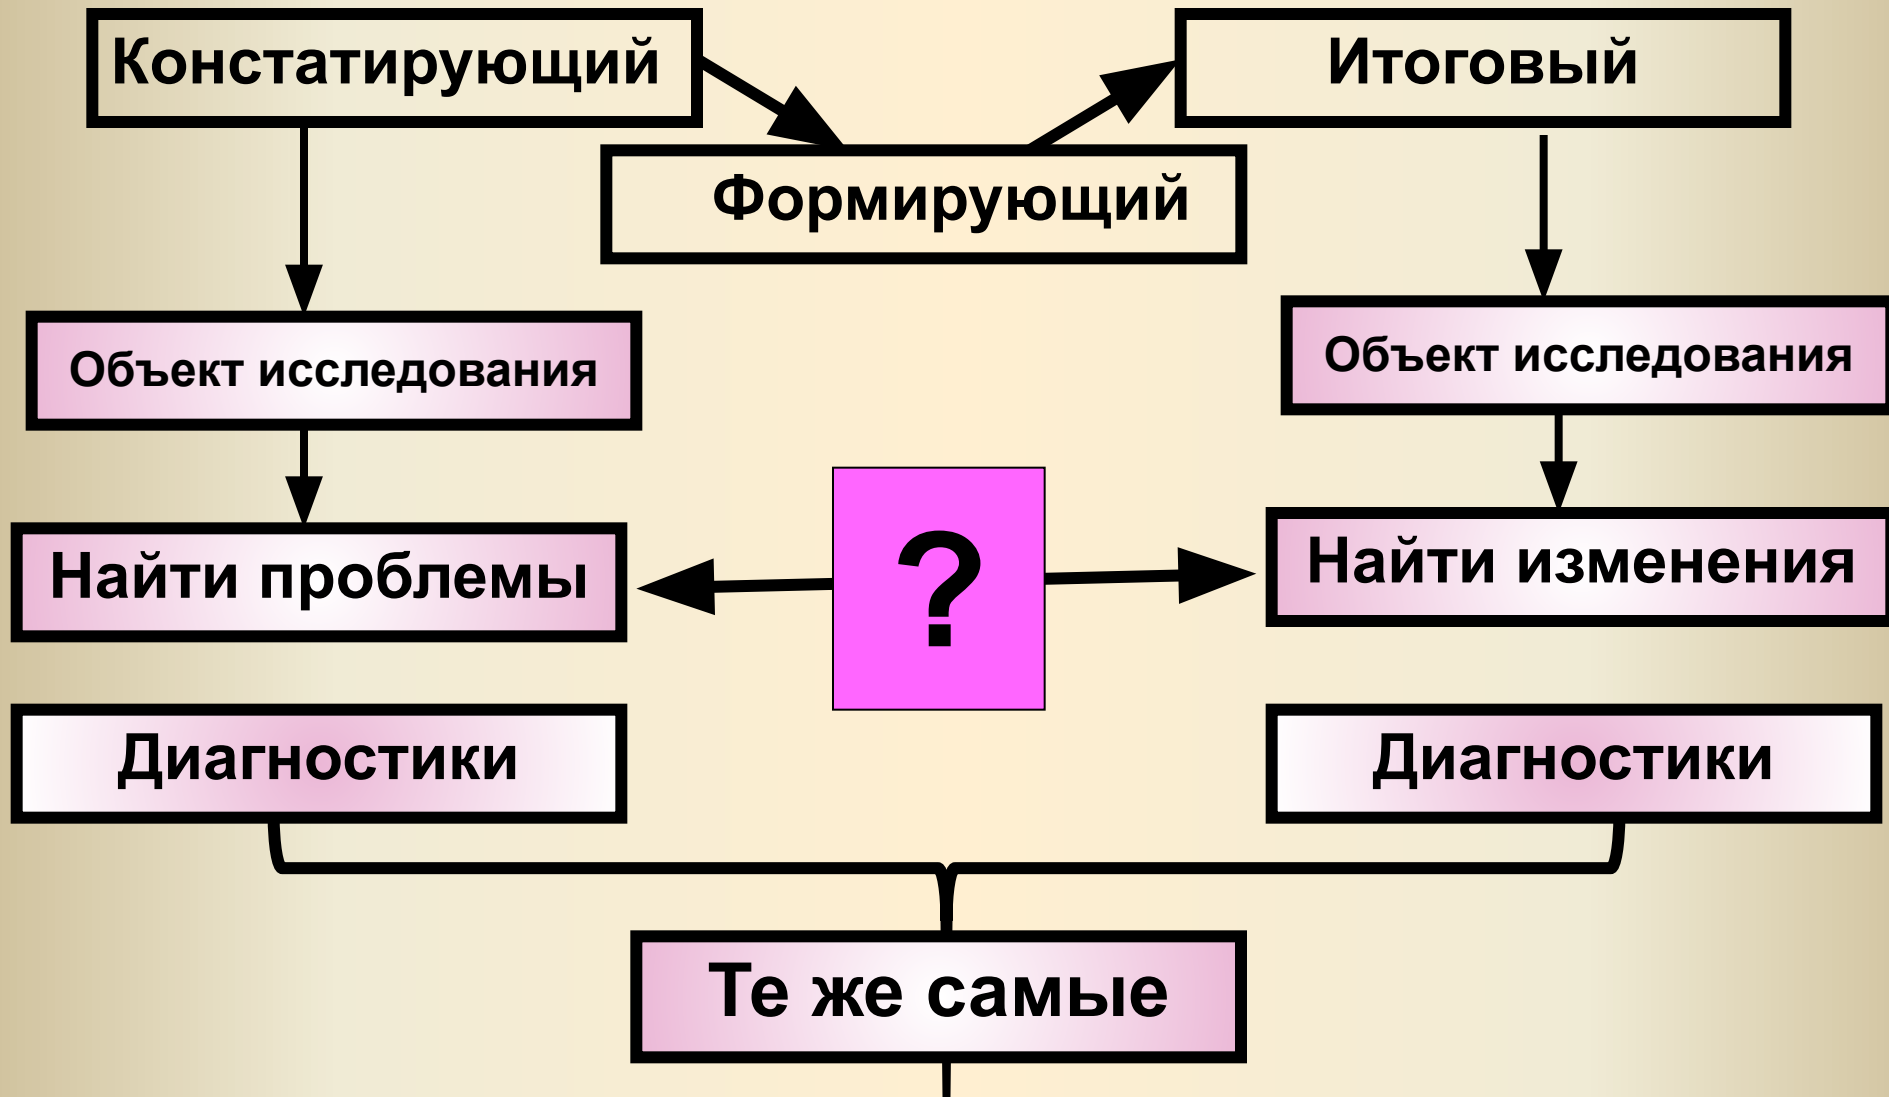 Констатирующий
Итоговый
Формирующий
Объект исследования
Объект исследования
Найти проблемы
?
Найти изменения
Диагностики
Диагностики
Те же самые